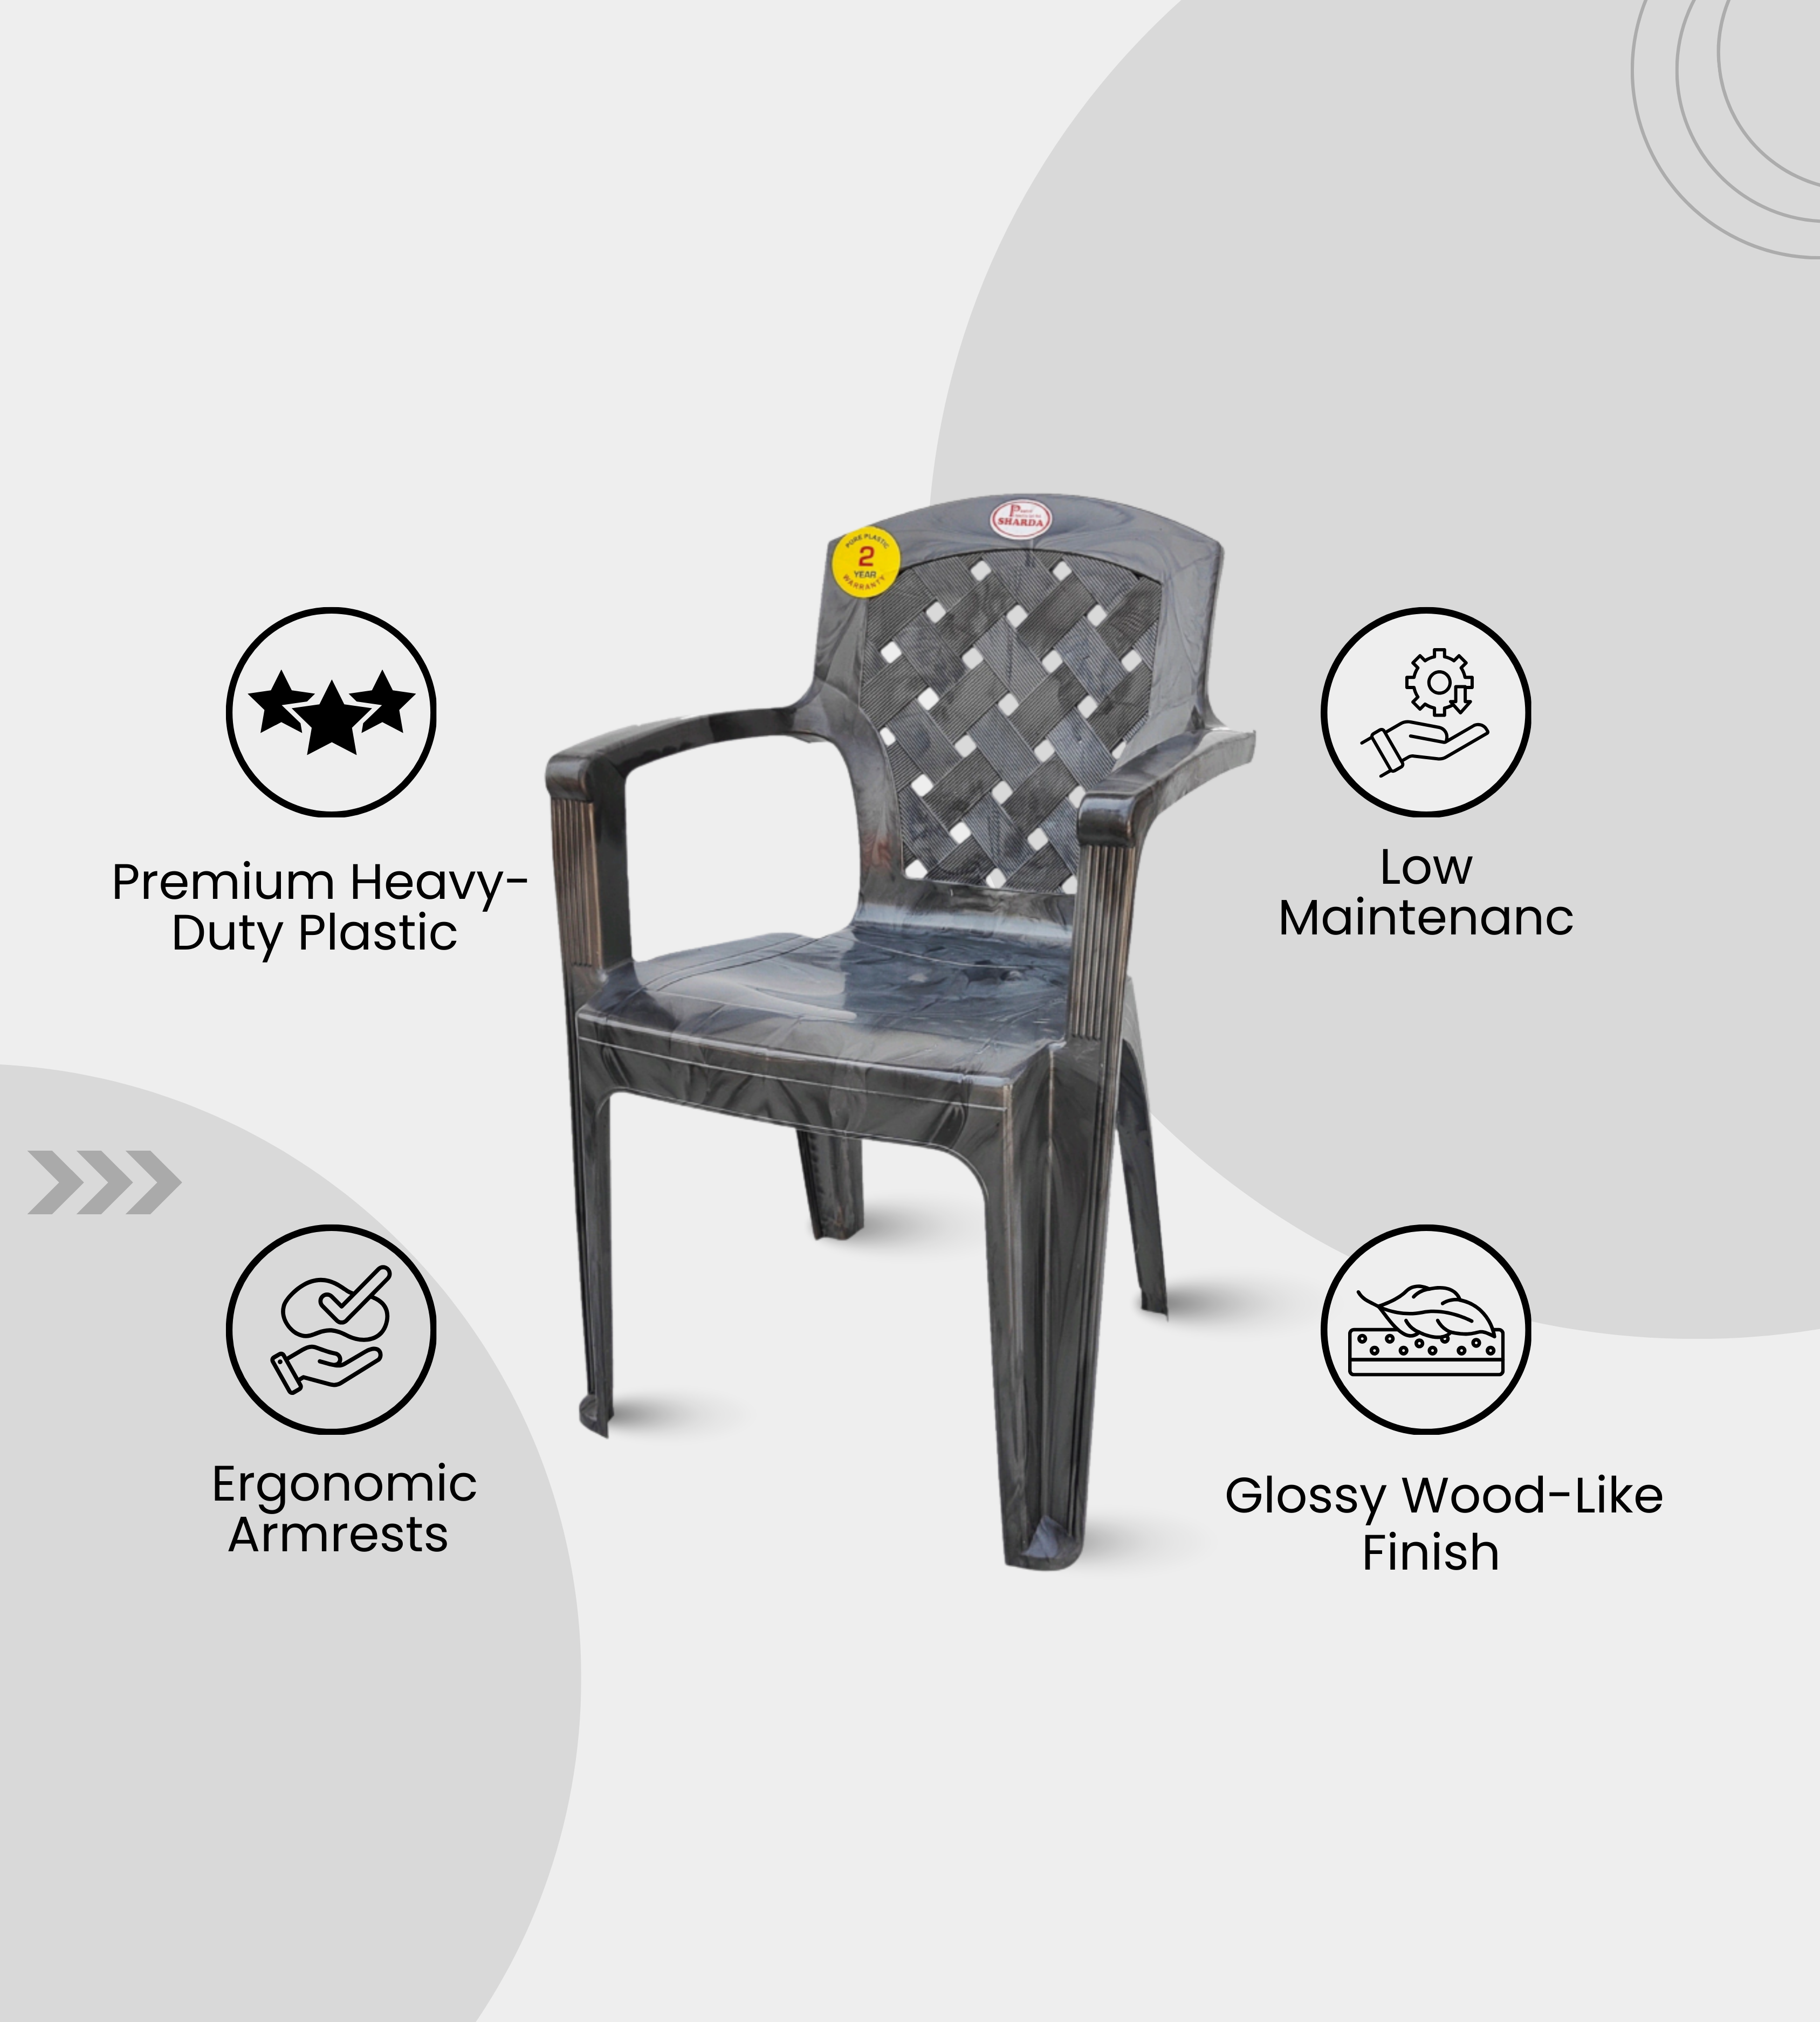 SHARDA
PURE PLASTIC
2
YEAR
WARRANTY
Premium Heavy-
Duty Plastic
Low
Maintenanc
Ergonomic
Armrests
Glossy Wood-Like
Finish